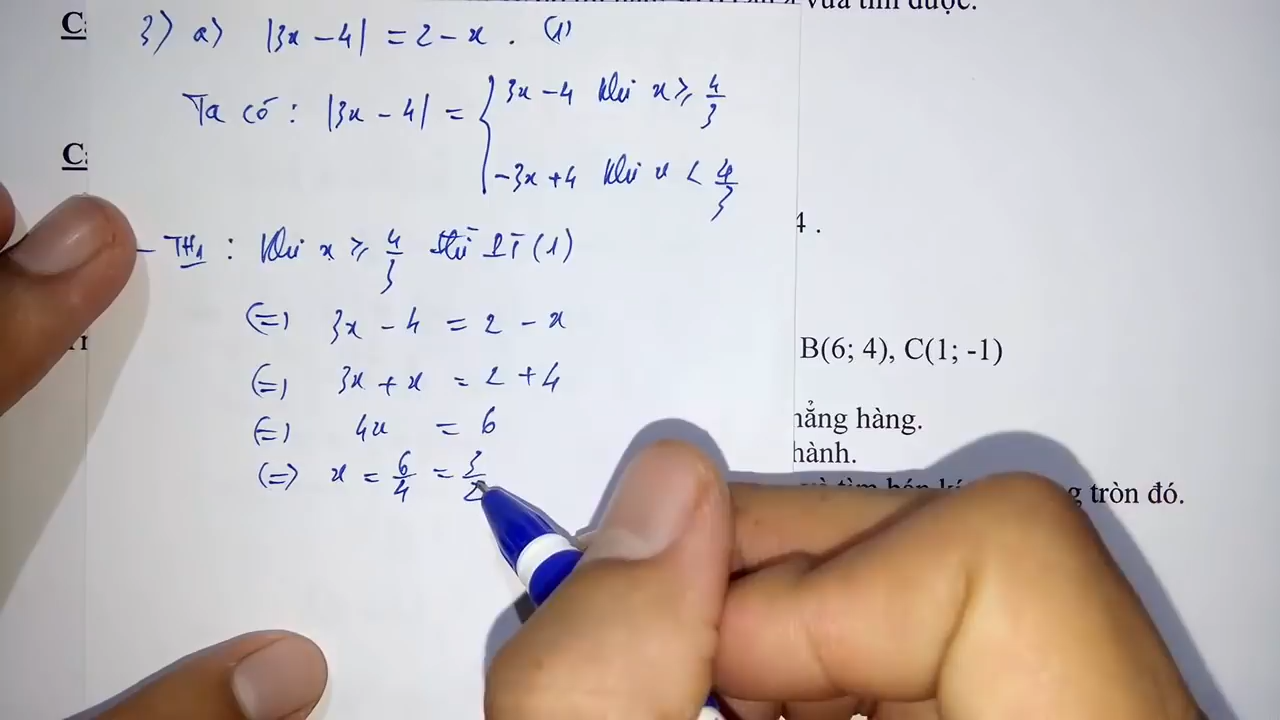 vừa tìm được.
C
3) a) |3x - 4| = 2 - x . (1)
Ta có : |3x - 4| = { 3x - 4 khi x ≥ 4/3
-3x + 4 khi x < 4/3
C
4 .
- TH1 : Khi x ≥ 4/3 thì PT (1)
(=) 3x - 4 = 2 - x
B(6; 4), C(1; -1)
(=) 3x + x = 2 + 4
(=) 4x = 6
hẳng hàng.
hành.
(=) x = 6/4 = 3/2
g tròn đó.